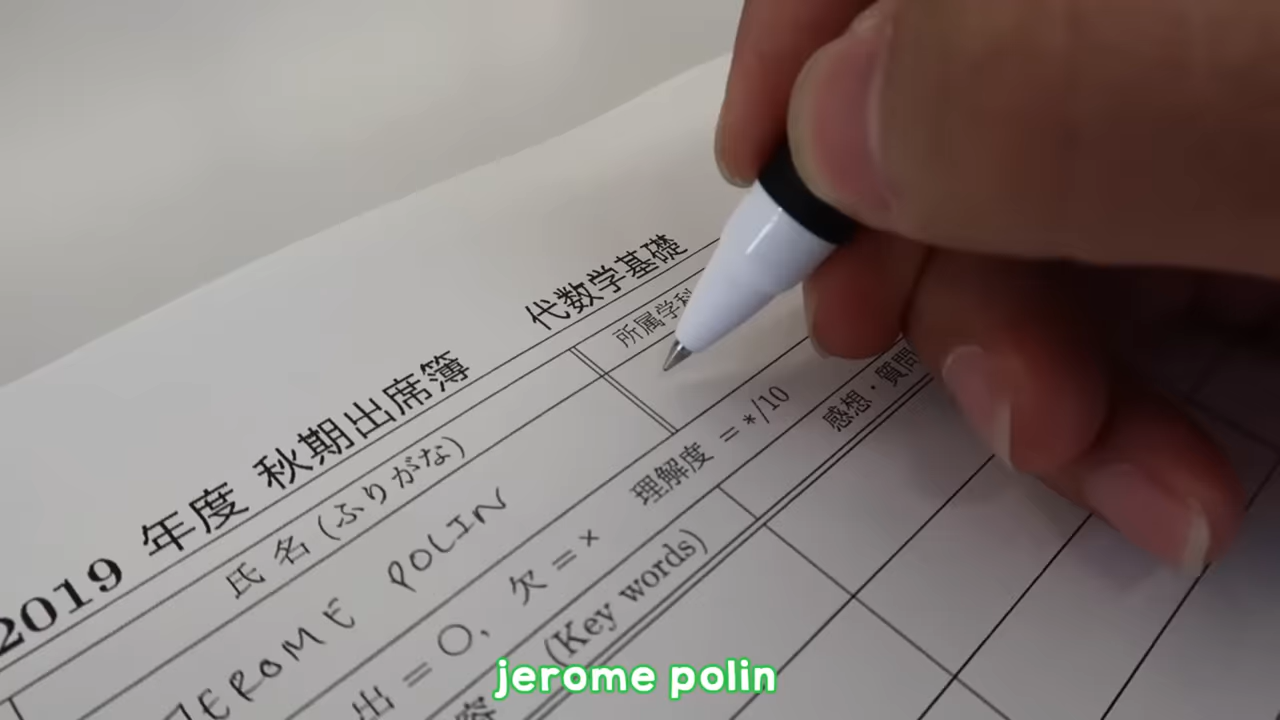 2019 年度 秋期出席簿 代数学基礎
氏 名 (ふりがな) 所属学科
JEROME POLIN
出 = ○, 欠 = × 理解度 = */10
容 (Key words) 感想・質問
jerome polin